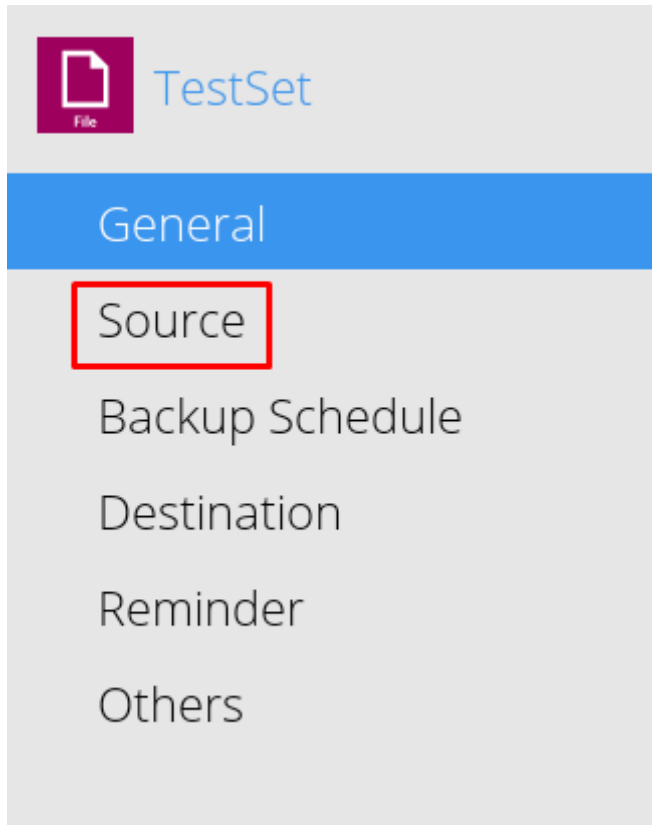 File
TestSet
General
Source
Backup Schedule
Destination
Reminder
Others